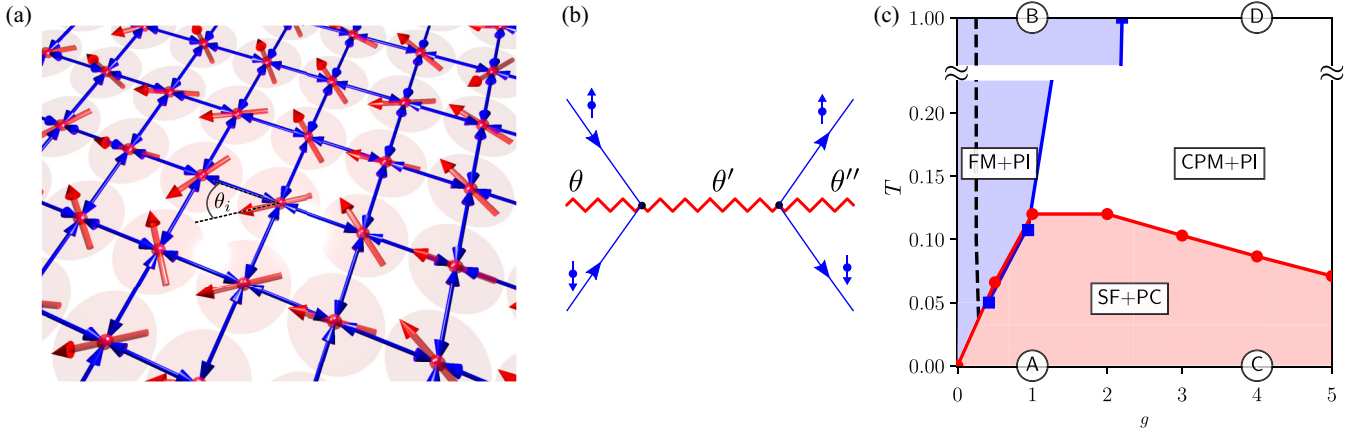 (a)
θᵢ
(b)
θ
θ′
θ″
(c)
T
1.00
0.20
0.15
0.10
0.05
0.00
B
D
FM+PI
CPM+PI
SF+PC
A
C
0
1
2
3
4
5
g